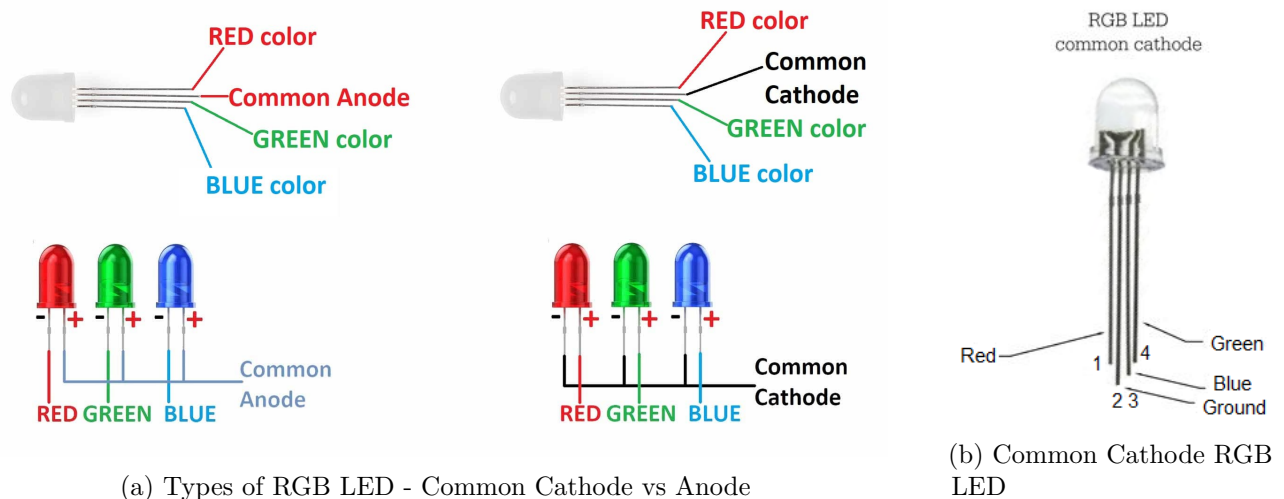 RED color
Common Anode
GREEN color
BLUE color
RED color
Common
Cathode
GREEN color
BLUE color
- + - + - +
Common
Anode
RED GREEN BLUE
- + - + - +
Common
Cathode
RED GREEN BLUE
(a) Types of RGB LED - Common Cathode vs Anode
RGB LED
common cathode
Red
1
4
Green
Blue
2 3
Ground
(b) Common Cathode RGB
LED